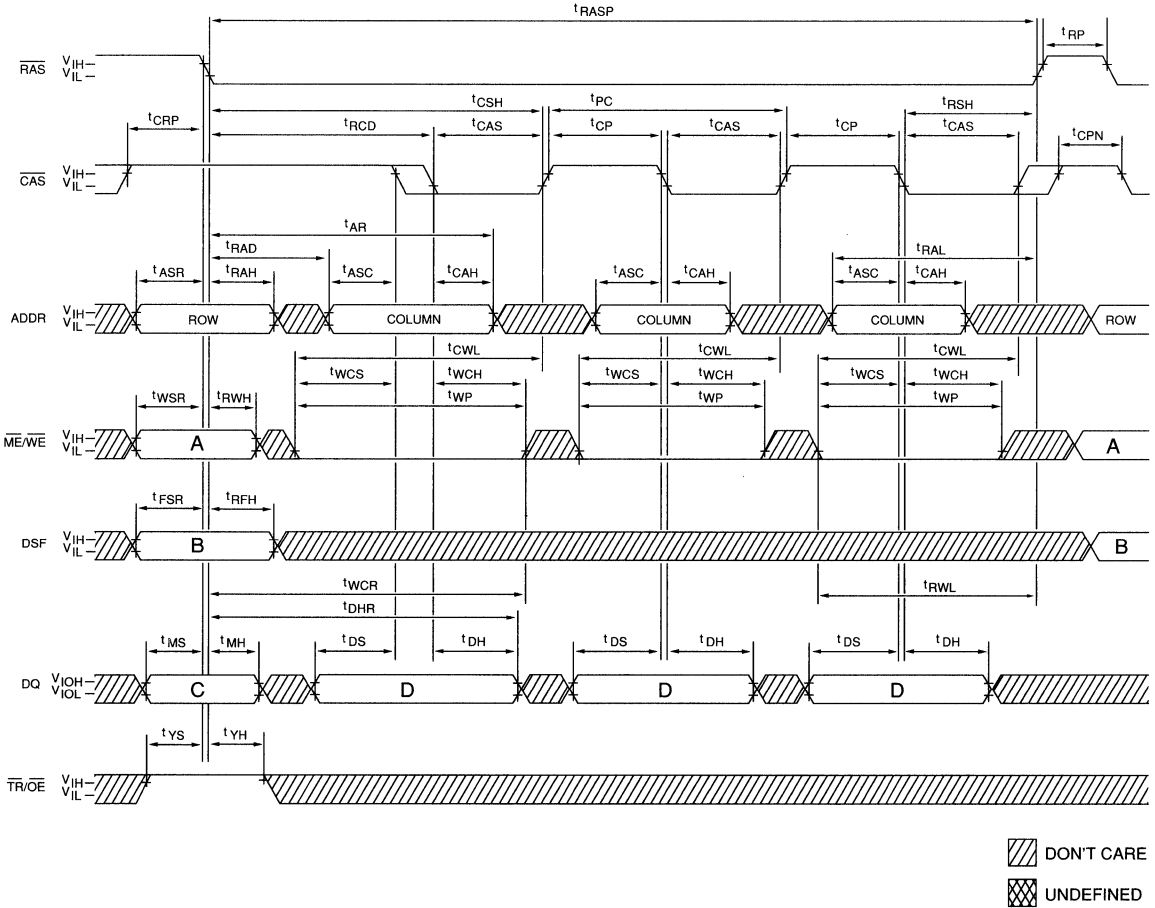 tRASP
tRP
RAS VIH
VIL
tCSH tPC tRSH
tCRP tRCD tCAS tCP tCAS tCP tCAS tCPN
CAS VIH
VIL
tAR
tRAD tRAL
tASR tRAH tASC tCAH tASC tCAH tASC tCAH
ADDR VIH
VIL
ROW COLUMN COLUMN COLUMN ROW
tCWL tCWL tCWL
tWCS tWCH tWCS tWCH tWCS tWCH
tWSR tRWH tWP tWP tWP
ME/WE VIH
VIL
A A
tFSR tRFH
DSF VIH
VIL
B B
tWCR tRWL
tDHR
tMS tMH tDS tDH tDS tDH tDS tDH
DQ VIOH
VIOL
C D D D
tYS tYH
TR/OE VIH
VIL
DON'T CARE
UNDEFINED